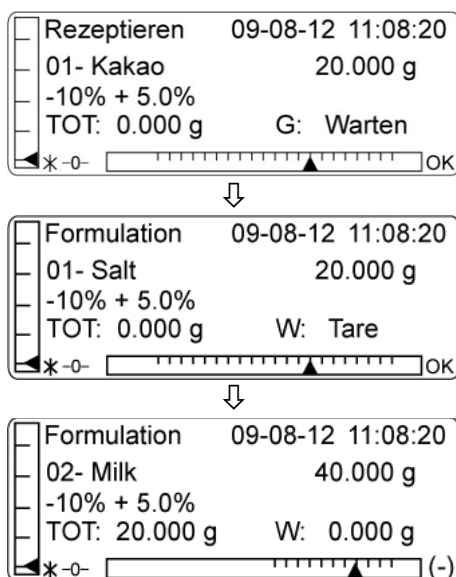 Rezeptieren 09-08-12 11:08:20
01- Kakao 20.000 g
-10% + 5.0%
TOT: 0.000 g G: Warten
-0- OK
Formulation 09-08-12 11:08:20
01- Salt 20.000 g
-10% + 5.0%
TOT: 0.000 g W: Tare
-0- OK
Formulation 09-08-12 11:08:20
02- Milk 40.000 g
-10% + 5.0%
TOT: 20.000 g W: 0.000 g
-0- (-)